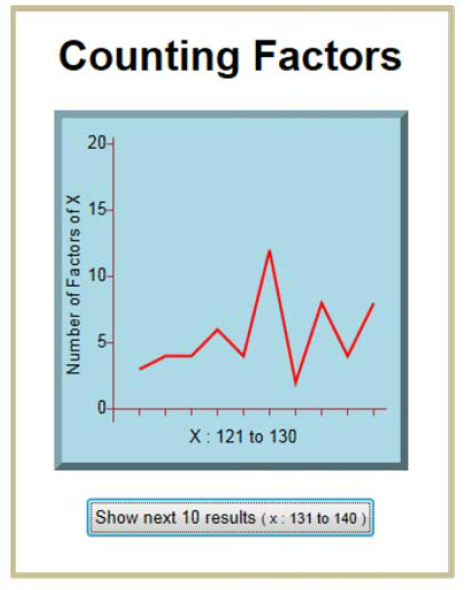 Counting Factors
20
15
10
5
0
Number of Factors of X
X : 121 to 130
Show next 10 results ( x : 131 to 140 )